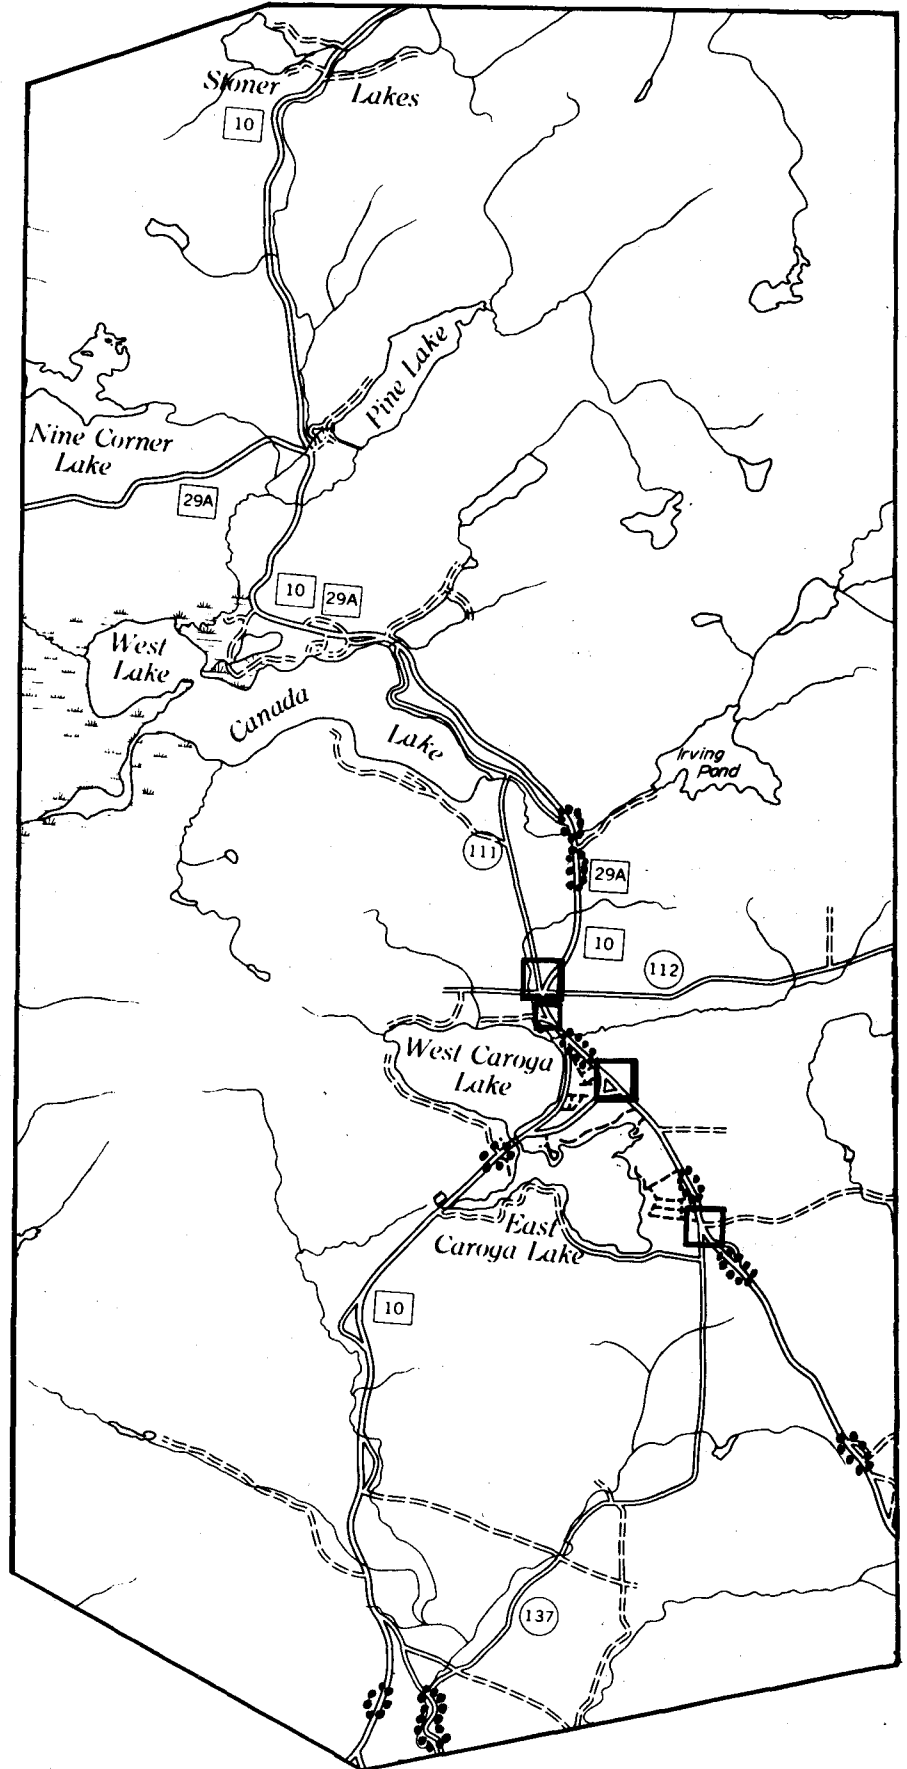 Stoner Lakes
10
Pine Lake
Nine Corner
Lake
29A
10
29A
West
Lake
Canada Lake
Irving
Pond
111
29A
10
112
West Caroga
Lake
East
Caroga Lake
10
137